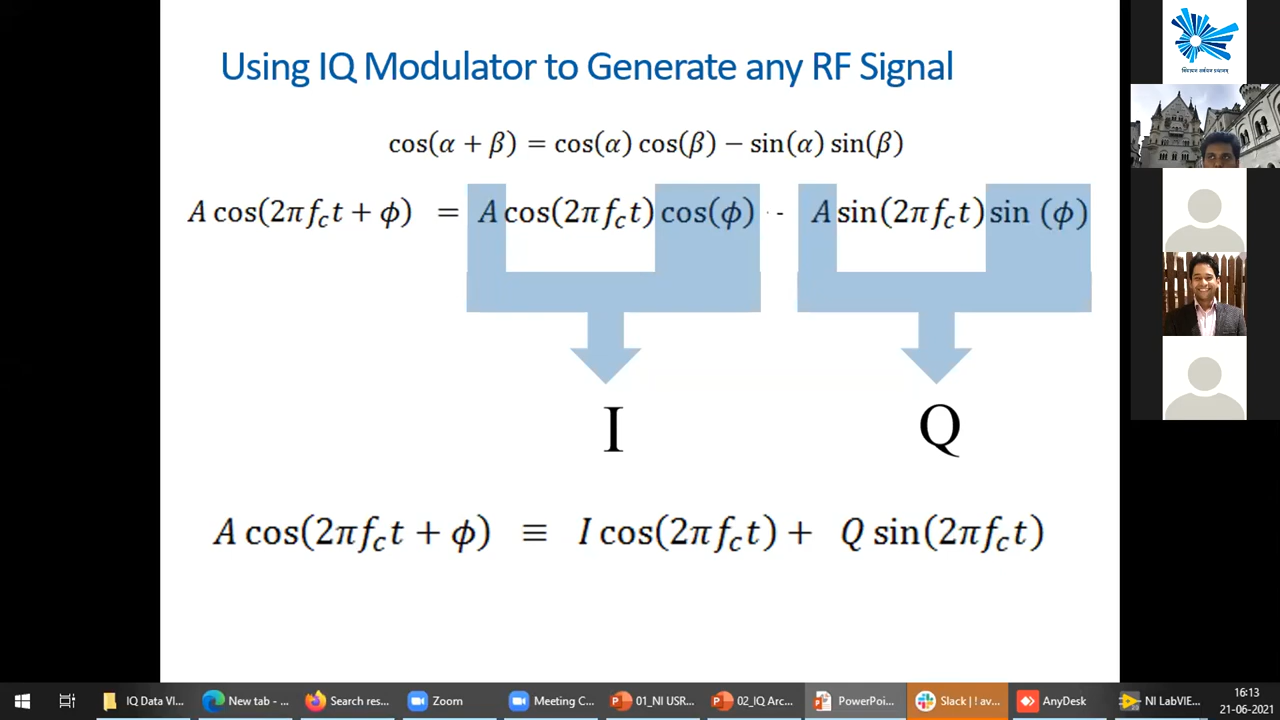 Using IQ Modulator to Generate any RF Signal
cos(α + β) = cos(α) cos(β) − sin(α) sin(β)
A cos(2πf_c t + ϕ) = A cos(2πf_c t) cos(ϕ) - A sin(2πf_c t) sin (ϕ)
I Q
A cos(2πf_c t + ϕ) ≡ I cos(2πf_c t) + Q sin(2πf_c t)
IQ Data VI... New tab - ... Search res... Zoom Meeting C... 01_NI USR... 02_IQ Arc... PowerPoi... Slack | ! av... AnyDesk NI LabVIE...
16:13
21-06-2021